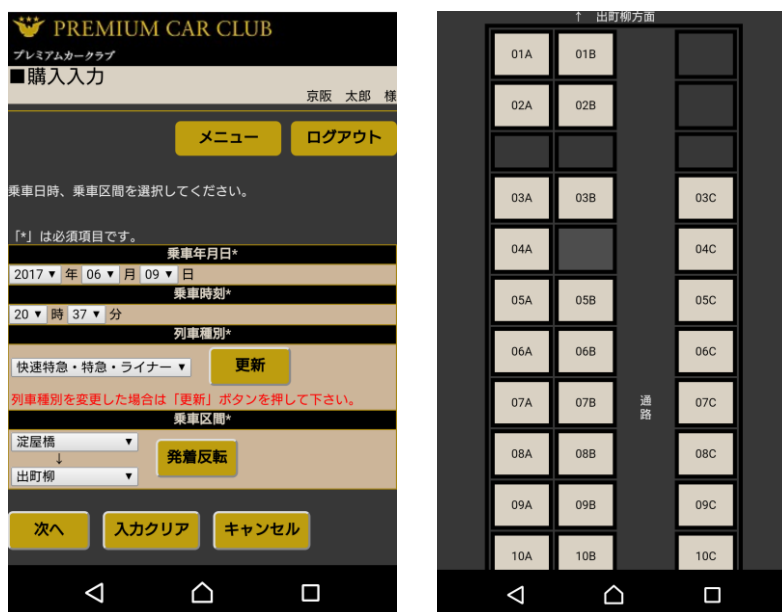 PREMIUM CAR CLUB
プレミアムカークラブ
■購入入力
京阪 太郎 様
メニュー ログアウト
乗車日時、乗車区間を選択してください。
「*」は必須項目です。
乗車年月日*
2017 ▼ 年 06 ▼ 月 09 ▼ 日
乗車時刻*
20 ▼ 時 37 ▼ 分
列車種別*
快速特急・特急・ライナー ▼ 更新
列車種別を変更した場合は「更新」ボタンを押して下さい。
乗車区間*
淀屋橋 ▼
↓
発着反転
出町柳 ▼
次へ 入力クリア キャンセル
↑ 出町柳方面
01A 01B
02A 02B
03A 03B 03C
04A 04C
05A 05B 05C
06A 06B 06C
07A 07B 通路 07C
08A 08B 08C
09A 09B 09C
10A 10B 10C